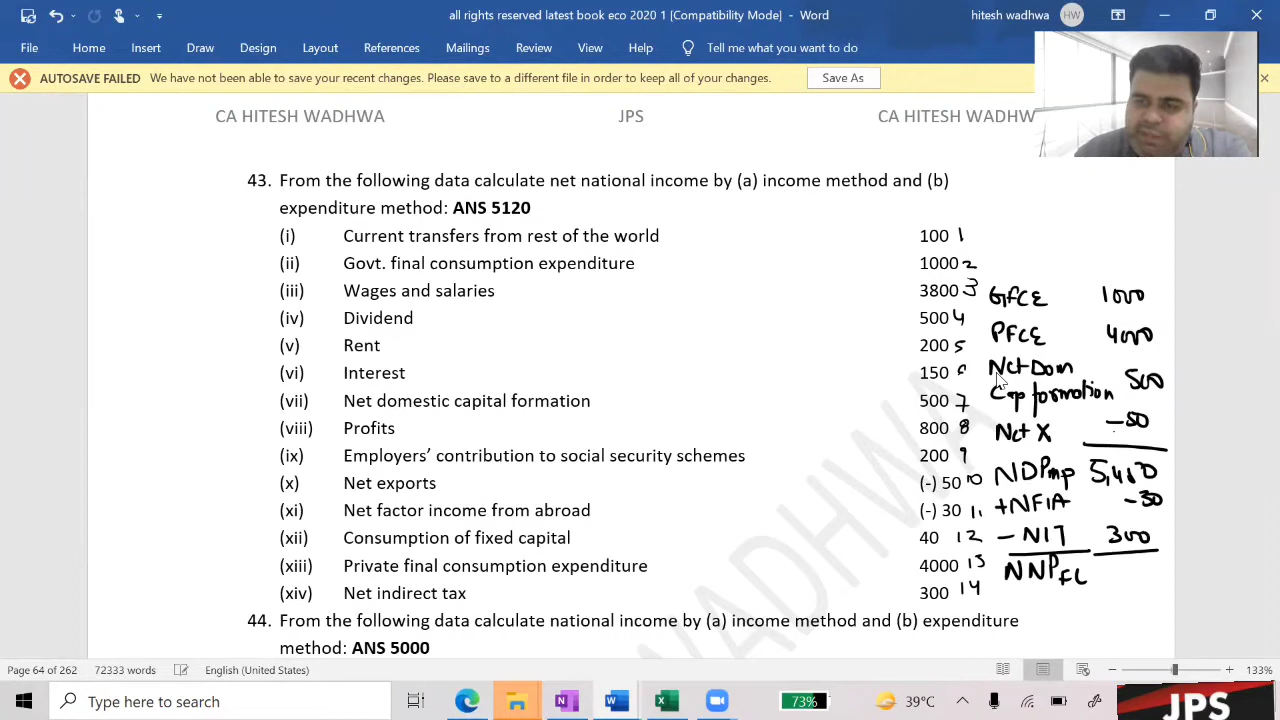 all rights reserved latest book eco 2020 1 [Compatibility Mode] - Word
hitesh wadhwa HW
File Home Insert Draw Design Layout References Mailings Review View Help Tell me what you want to do
AUTOSAVE FAILED We have not been able to save your recent changes. Please save to a different file in order to keep all of your changes. Save As
CA HITESH WADHWA JPS CA HITESH WADHW
43. From the following data calculate net national income by (a) income method and (b)
expenditure method: ANS 5120
(i) Current transfers from rest of the world 100 1
(ii) Govt. final consumption expenditure 1000 2
(iii) Wages and salaries 3800 3
GFCE 1000
(iv) Dividend 500 4
PFCE 4000
(v) Rent 200 5
(vi) Interest 150 6
Net Dom 500
(vii) Net domestic capital formation 500 7
Cap formation
(viii) Profits 800 8
Net X -50
(ix) Employers' contribution to social security schemes 200 9
(x) Net exports (-) 50 10
NDPmp
(xi) Net factor income from abroad (-) 30 11
+NFIA -30
(xii) Consumption of fixed capital 40 12
- NIT 300
(xiii) Private final consumption expenditure 4000 13
NNPFC
(xiv) Net indirect tax 300 14
44. From the following data calculate national income by (a) income method and (b) expenditure
method: ANS 5000
WADHWA
Page 64 of 262 72333 words English (United States) 133%
Type here to search 73% 39°C JPS